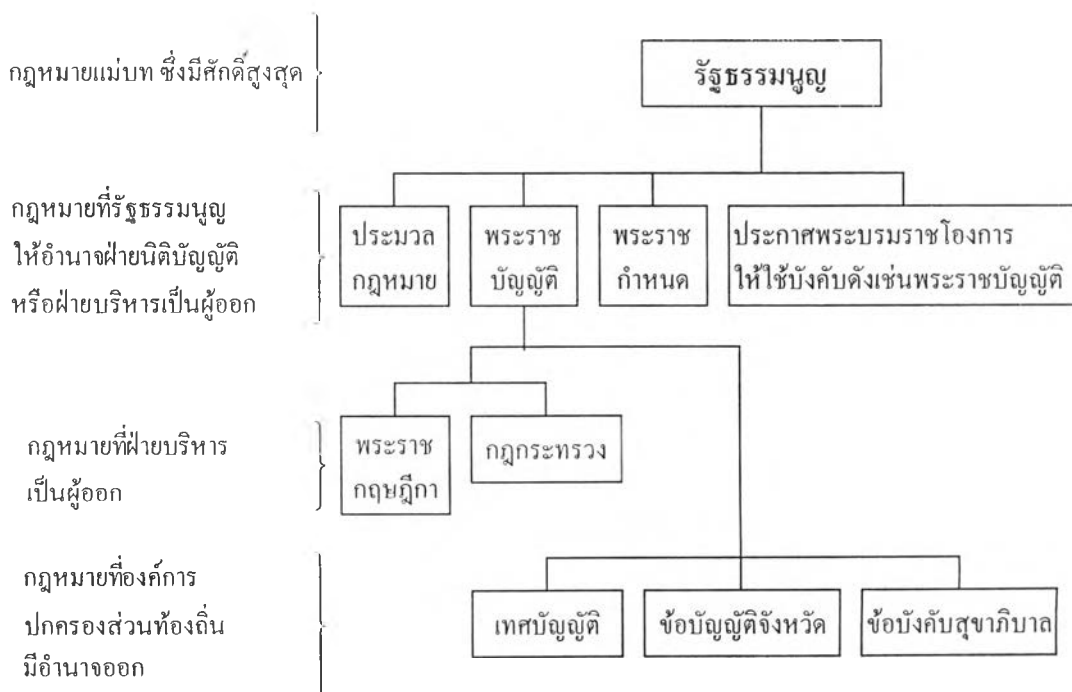 กฎหมายแม่บท ซึ่งมีศักดิ์สูงสุด
รัฐธรรมนูญ
กฎหมายที่รัฐธรรมนูญ
ให้อำนาจฝ่ายนิติบัญญัติ
หรือฝ่ายบริหารเป็นผู้ออก
ประมวล
กฎหมาย
พระราช
บัญญัติ
พระราช
กำหนด
ประกาศพระบรมราชโองการ
ให้ใช้บังคับดังเช่นพระราชบัญญัติ
กฎหมายที่ฝ่ายบริหาร
เป็นผู้ออก
พระราช
กฤษฎีกา
กฎกระทรวง
กฎหมายที่องค์การ
ปกครองส่วนท้องถิ่น
มีอำนาจออก
เทศบัญญัติ
ข้อบัญญัติจังหวัด
ข้อบังคับสุขาภิบาล